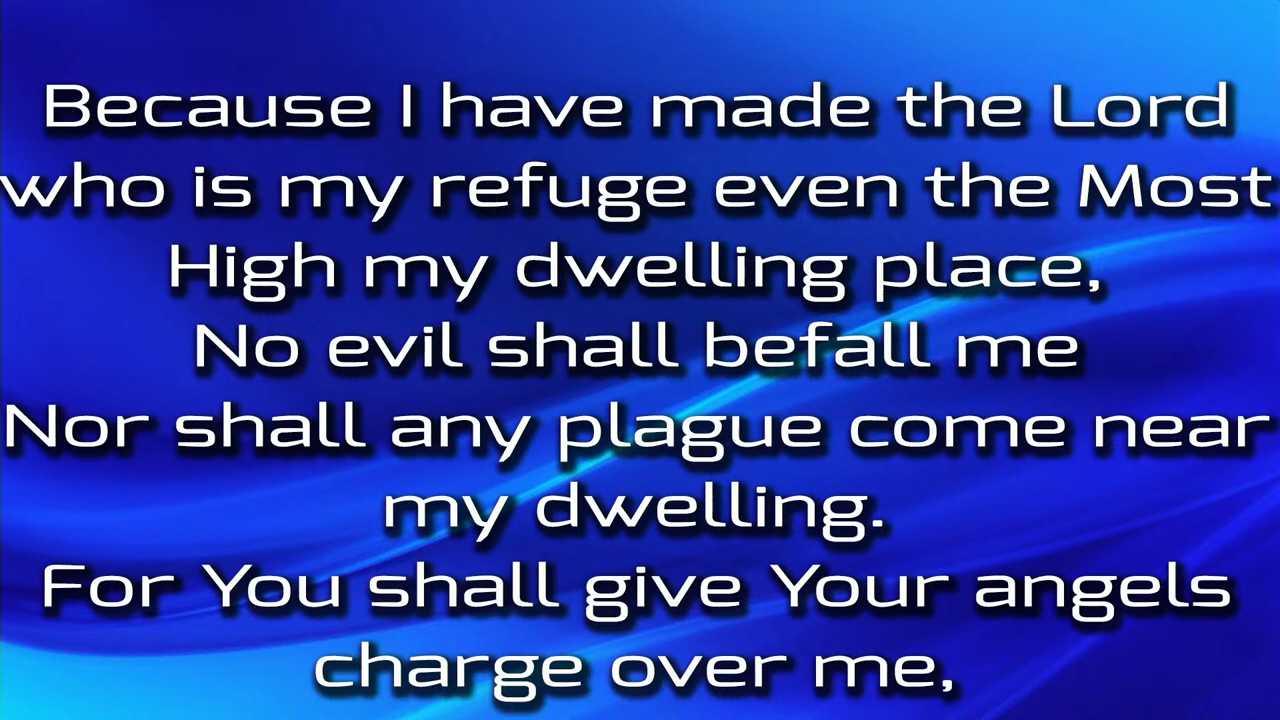 Because I have made the Lord
who is my refuge even the Most
High my dwelling place,
No evil shall befall me
Nor shall any plague come near
my dwelling.
For You shall give Your angels
charge over me,